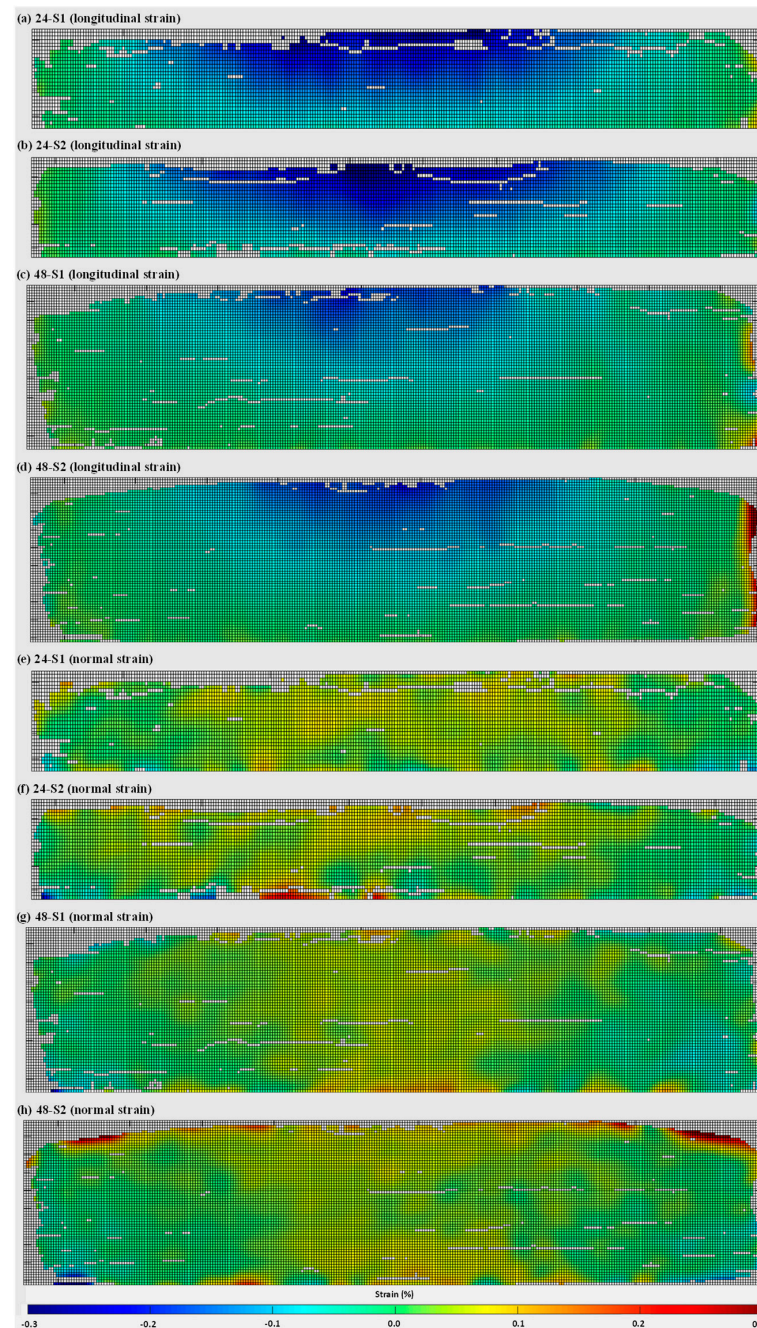 (a) 24-S1 (longitudinal strain)
(b) 24-S2 (longitudinal strain)
(c) 48-S1 (longitudinal strain)
(d) 48-S2 (longitudinal strain)
(e) 24-S1 (normal strain)
(f) 24-S2 (normal strain)
(g) 48-S1 (normal strain)
(h) 48-S2 (normal strain)
Strain (%)
-0.3 -0.2 -0.1 0.0 0.1 0.2